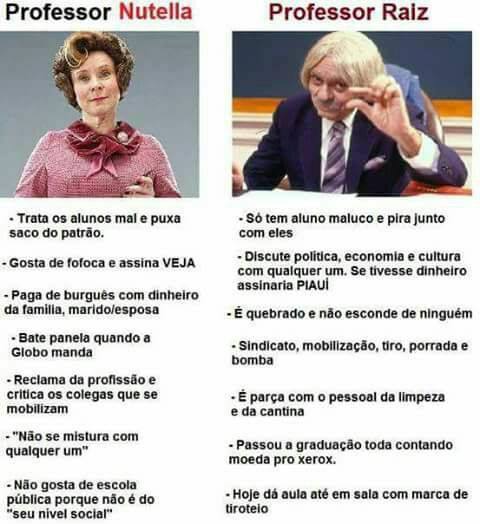 Professor Nutella
- Trata os alunos mal e puxa
saco do patrão.
- Gosta de fofoca e assina VEJA
- Paga de burguês com dinheiro
da familia, marido/esposa
- Bate panela quando a
Globo manda
- Reclama da profissão e
critica os colegas que se
mobilizam
- "Não se mistura com
qualquer um"
- Não gosta de escola
pública porque não é do
"seu nivel social"
Professor Raiz
- Só tem aluno maluco e pira junto
com eles
- Discute politica, economia e cultura
com qualquer um. Se tivesse dinheiro
assinaria PIAUÍ
- É quebrado e não esconde de ninguém
- Sindicato, mobilização, tiro, porrada e
bomba
- É parça com o pessoal da limpeza
e da cantina
- Passou a graduação toda contando
moeda pro xerox.
- Hoje dá aula até em sala com marca de
tiroteio